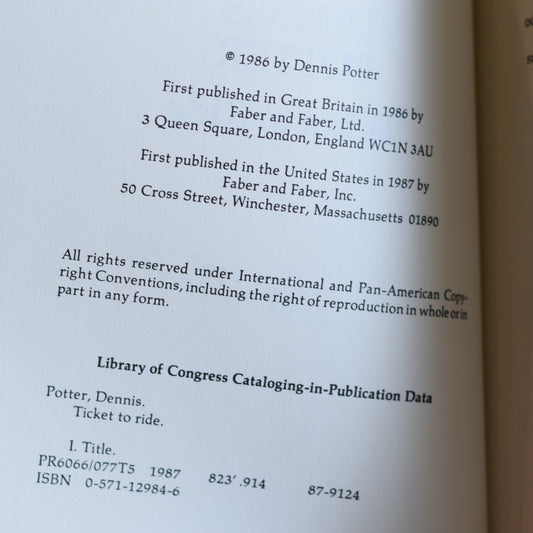 © 1986 by Dennis Potter
First published in Great Britain in 1986 by
Faber and Faber, Ltd.
3 Queen Square, London, England WC1N 3AU
First published in the United States in 1987 by
Faber and Faber, Inc.
50 Cross Street, Winchester, Massachusetts 01890
All rights reserved under International and Pan-American Copy-
right Conventions, including the right of reproduction in whole or in
part in any form.
Library of Congress Cataloging-in-Publication Data
Potter, Dennis.
Ticket to ride.
I. Title.
PR6066/077T5 1987 823'.914 87-9124
ISBN 0-571-12984-6